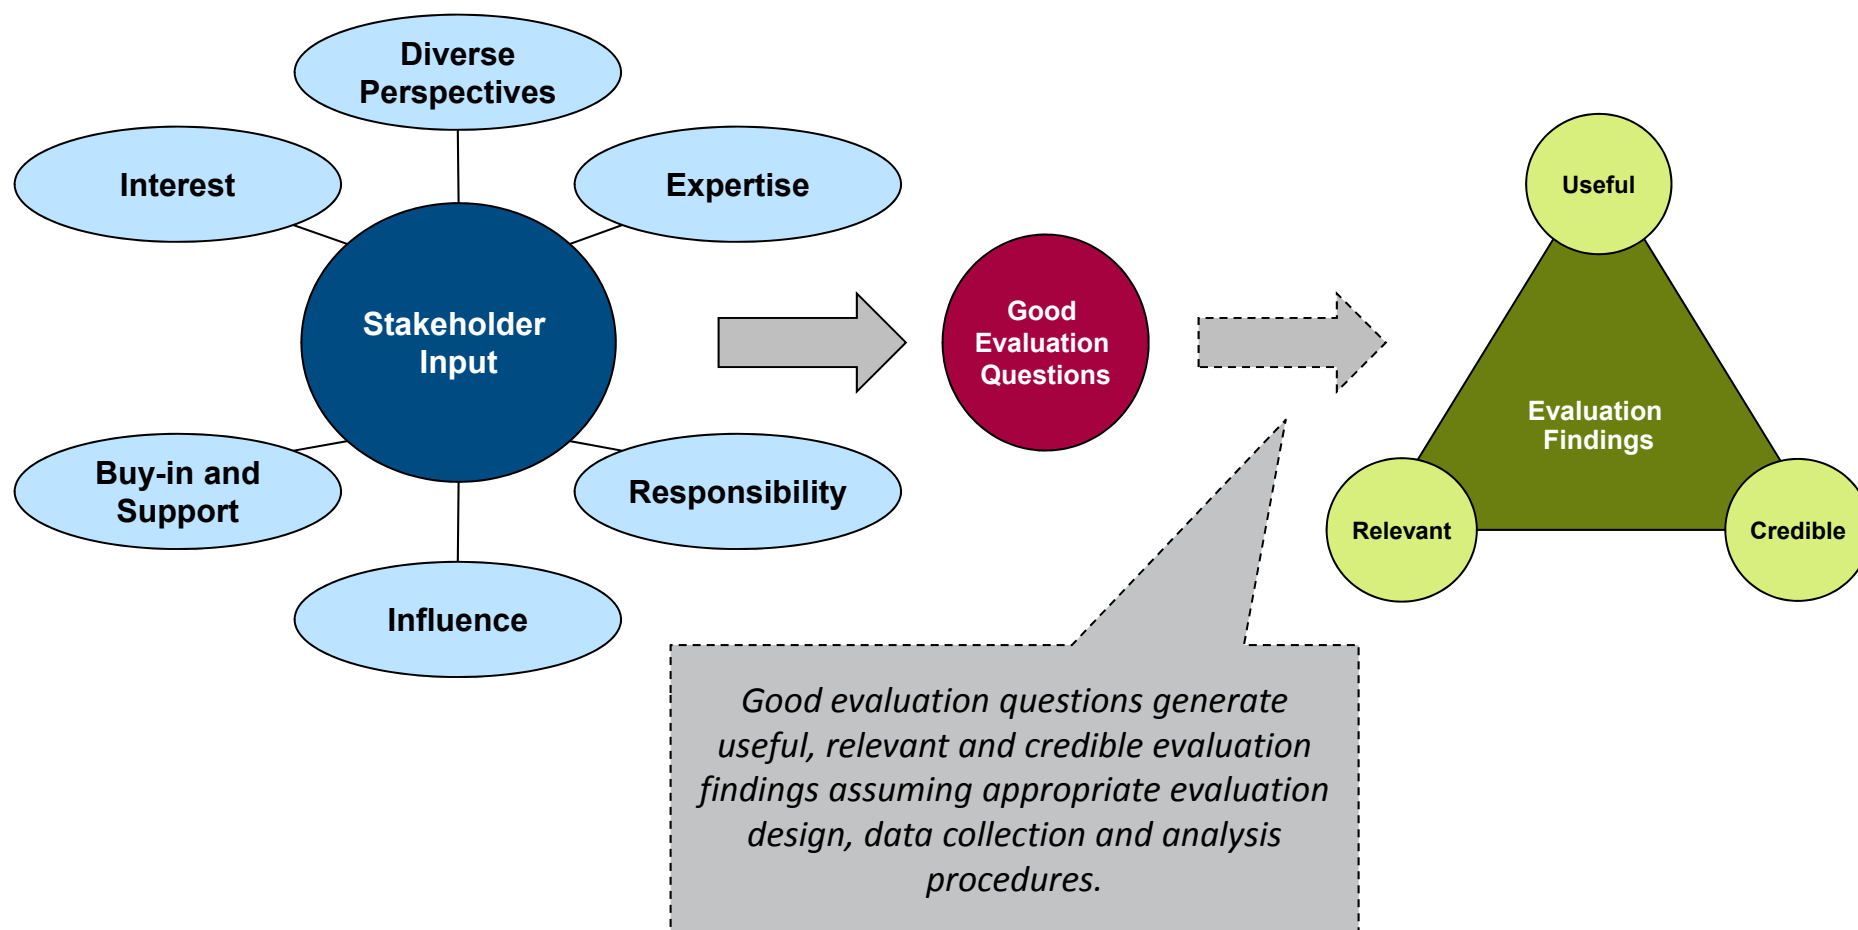 Diverse
Perspectives
Interest
Expertise
Stakeholder
Input
Buy-in and
Support
Responsibility
Influence
Good
Evaluation
Questions
Useful
Evaluation
Findings
Relevant
Credible
Good evaluation questions generate
useful, relevant and credible evaluation
findings assuming appropriate evaluation
design, data collection and analysis
procedures.